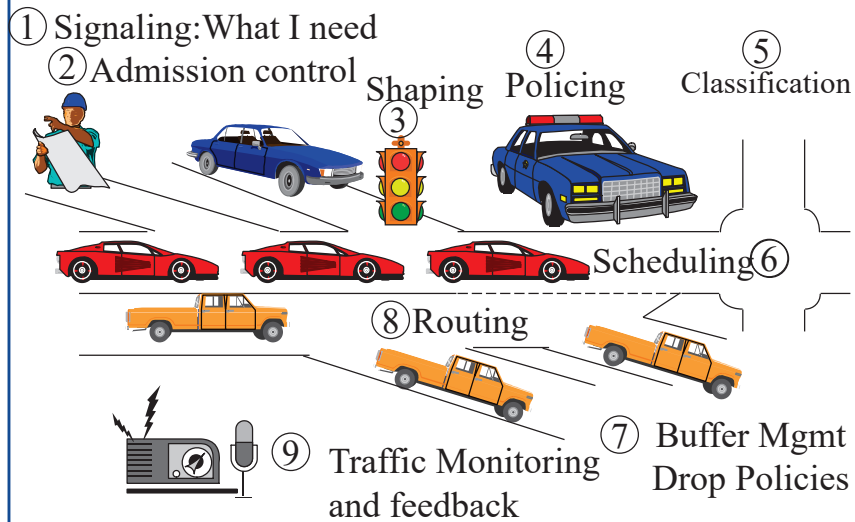 ① Signaling:What I need
② Admission control
Shaping
③
④
Policing
⑤
Classification
Scheduling⑥
⑧ Routing
⑦ Buffer Mgmt
Drop Policies
⑨ Traffic Monitoring
and feedback